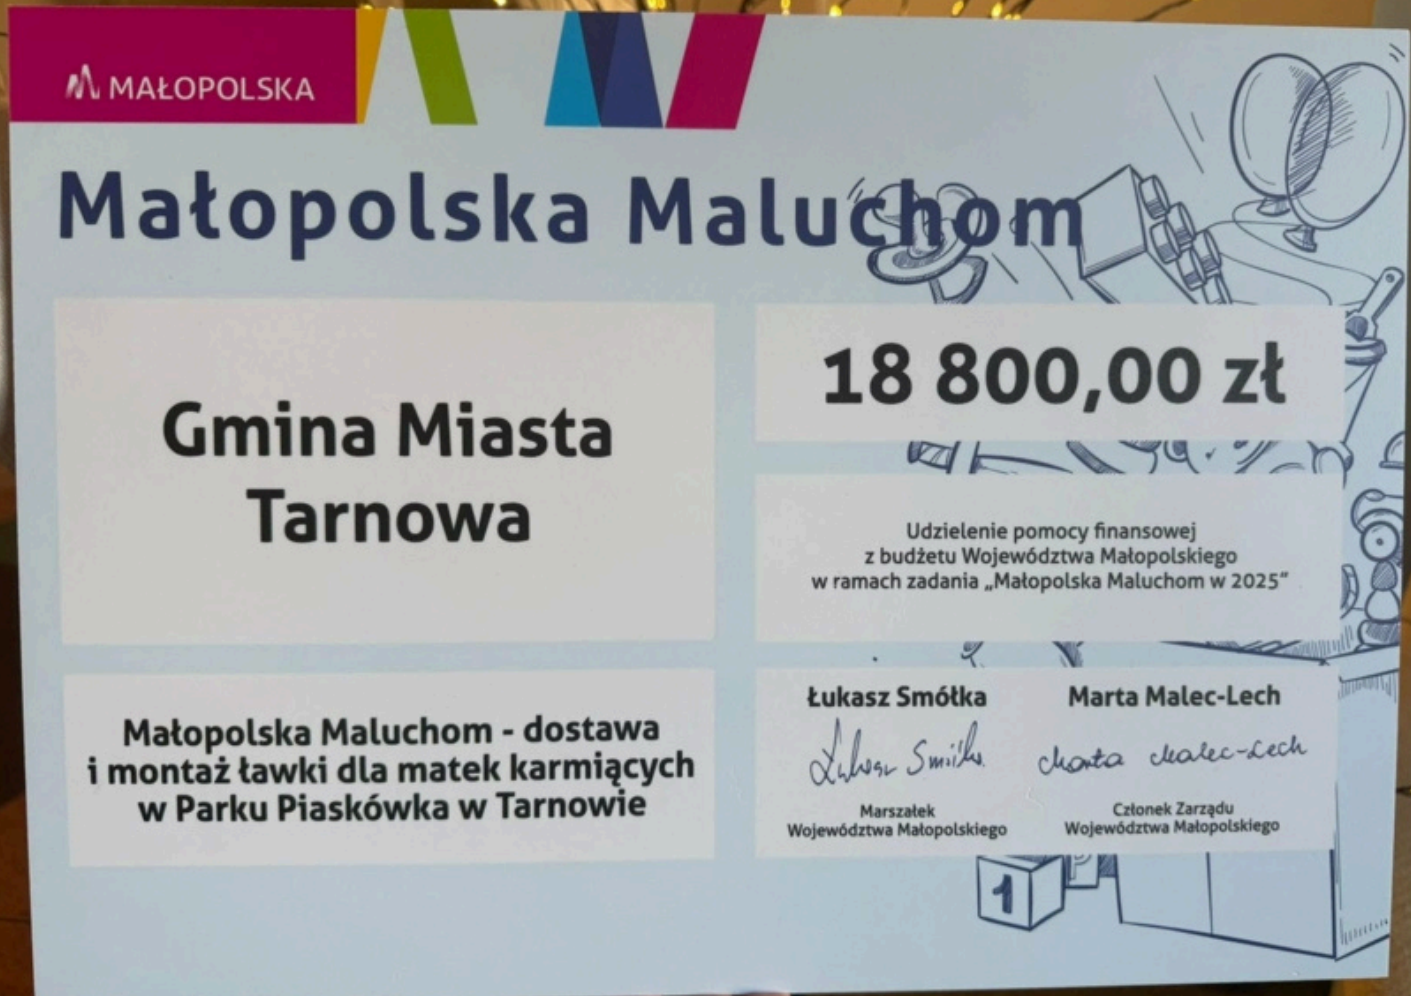 MAŁOPOLSKA
Małopolska Maluchom
Gmina Miasta
Tarnowa
18 800,00 zł
Udzielenie pomocy finansowej
z budżetu Województwa Małopolskiego
w ramach zadania „Małopolska Maluchom w 2025”
Małopolska Maluchom - dostawa
i montaż ławki dla matek karmiących
w Parku Piaskówka w Tarnowie
Łukasz Smółka
Łukasz Smółka
Marszałek
Województwa Małopolskiego
Marta Malec-Lech
Marta Malec-Lech
Członek Zarządu
Województwa Małopolskiego
1
P